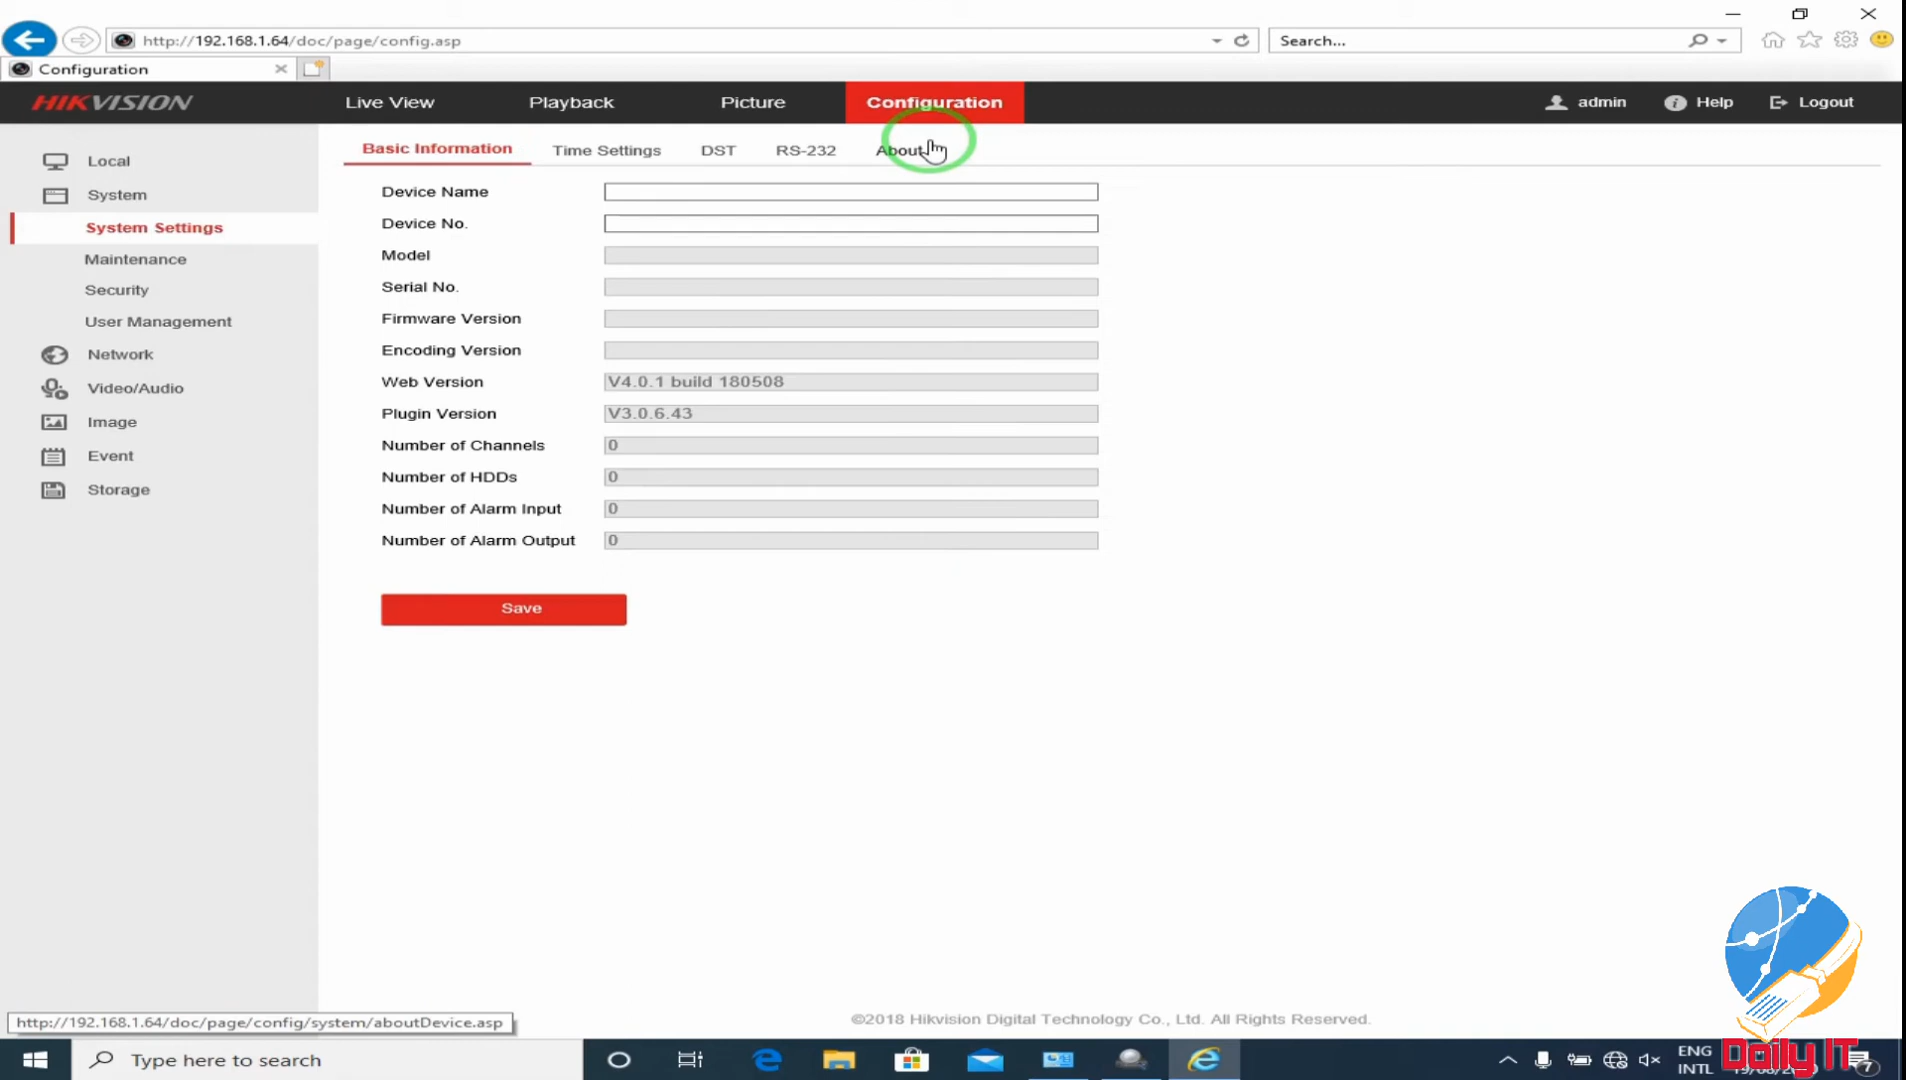 http://192.168.1.64/doc/page/config.asp
Search...
Configuration
HIKVISION
Live View
Playback
Picture
Configuration
admin
Help
Logout
Local
System
System Settings
Maintenance
Security
User Management
Network
Video/Audio
Image
Event
Storage
Basic Information
Time Settings
DST
RS-232
About
Device Name
Device No.
Model
Serial No.
Firmware Version
Encoding Version
Web Version V4.0.1 build 180508
Plugin Version V3.0.6.43
Number of Channels 0
Number of HDDs 0
Number of Alarm Input 0
Number of Alarm Output 0
Save
©2018 Hikvision Digital Technology Co., Ltd. All Rights Reserved.
http://192.168.1.64/doc/page/config/system/aboutDevice.asp
Type here to search
ENG
INTL
Daily IT
7